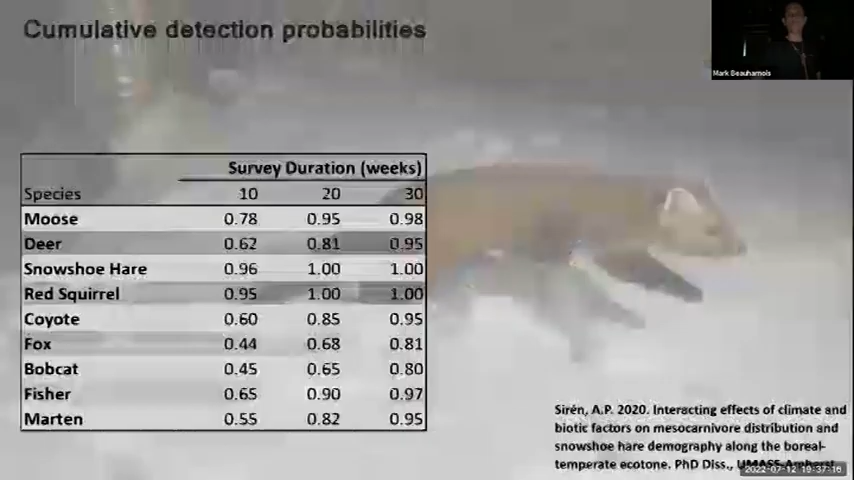 Cumulative detection probabilities
Mark Beauharnois
Survey Duration (weeks)
Species 10 20 30
Moose 0.78 0.95 0.98
Deer 0.62 0.81 0.95
Snowshoe Hare 0.96 1.00 1.00
Red Squirrel 0.95 1.00 1.00
Coyote 0.60 0.85 0.95
Fox 0.44 0.68 0.81
Bobcat 0.45 0.65 0.80
Fisher 0.65 0.90 0.97
Marten 0.55 0.82 0.95
Sirén, A.P. 2020. Interacting effects of climate and
biotic factors on mesocarnivore distribution and
snowshoe hare demography along the boreal-
temperate ecotone. PhD Diss., UMASS-Amherst
2022-07-12 19:37:16